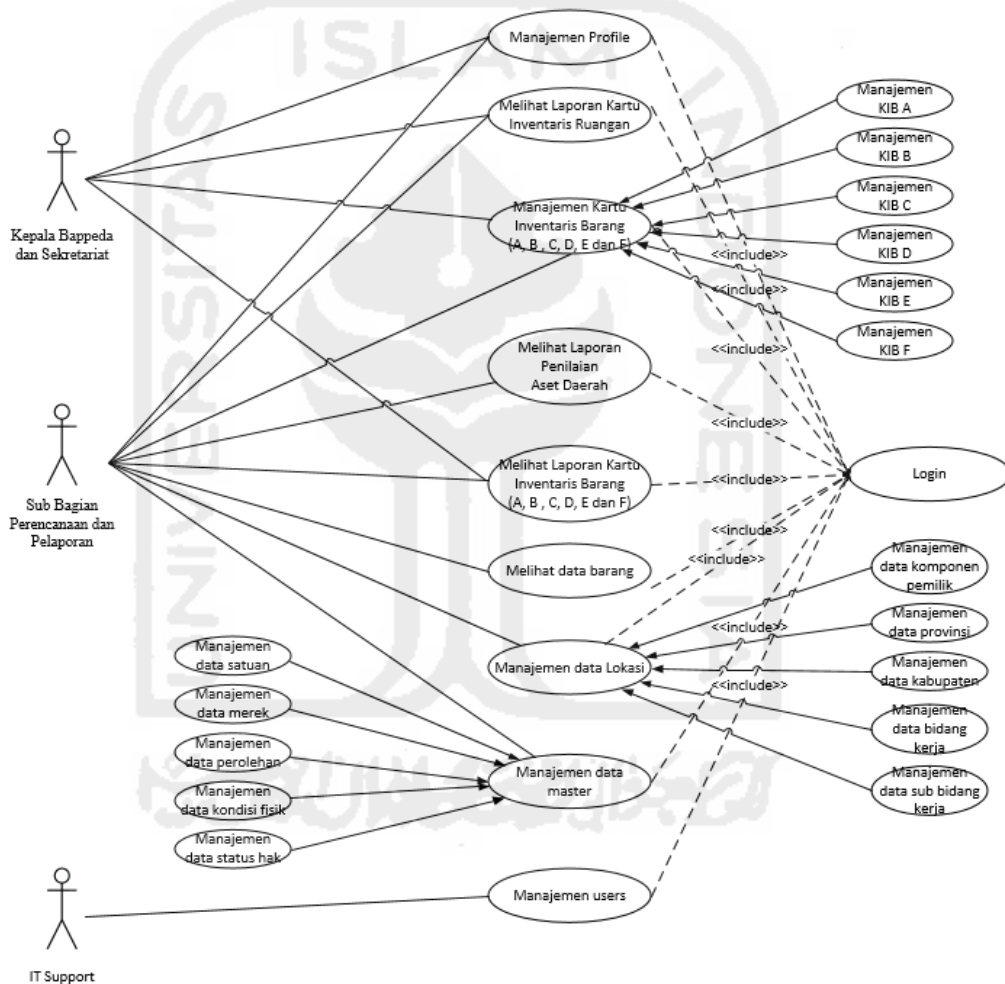 Manajemen Profile
Melihat Laporan Kartu
Inventaris Ruangan
Manajemen Kartu
Inventaris Barang
(A, B , C, D, E dan F)
Melihat Laporan
Penilaian
Aset Daerah
Melihat Laporan Kartu
Inventaris Barang
(A, B , C, D, E dan F)
Melihat data barang
Manajemen data Lokasi
Manajemen data
master
Manajemen users
Kepala Bappeda
dan Sekretariat
Sub Bagian
Perencanaan dan
Pelaporan
IT Support
Manajemen
data satuan
Manajemen
data merek
Manajemen
data perolehan
Manajemen
data kondisi fisik
Manajemen
data status hak
Manajemen
KIB A
Manajemen
KIB B
Manajemen
KIB C
Manajemen
KIB D
Manajemen
KIB E
Manajemen
KIB F
<<include>>
<<include>>
<<include>>
<<include>>
<<include>>
<<include>>
<<include>>
<<include>>
<<include>>
Login
Manajemen
data komponen
pemilik
Manajemen
data provinsi
Manajemen
data kabupaten
Manajemen
data bidang
kerja
Manajemen
data sub bidang
kerja
UNIVERSITAS
ISLAM
INDONESIA